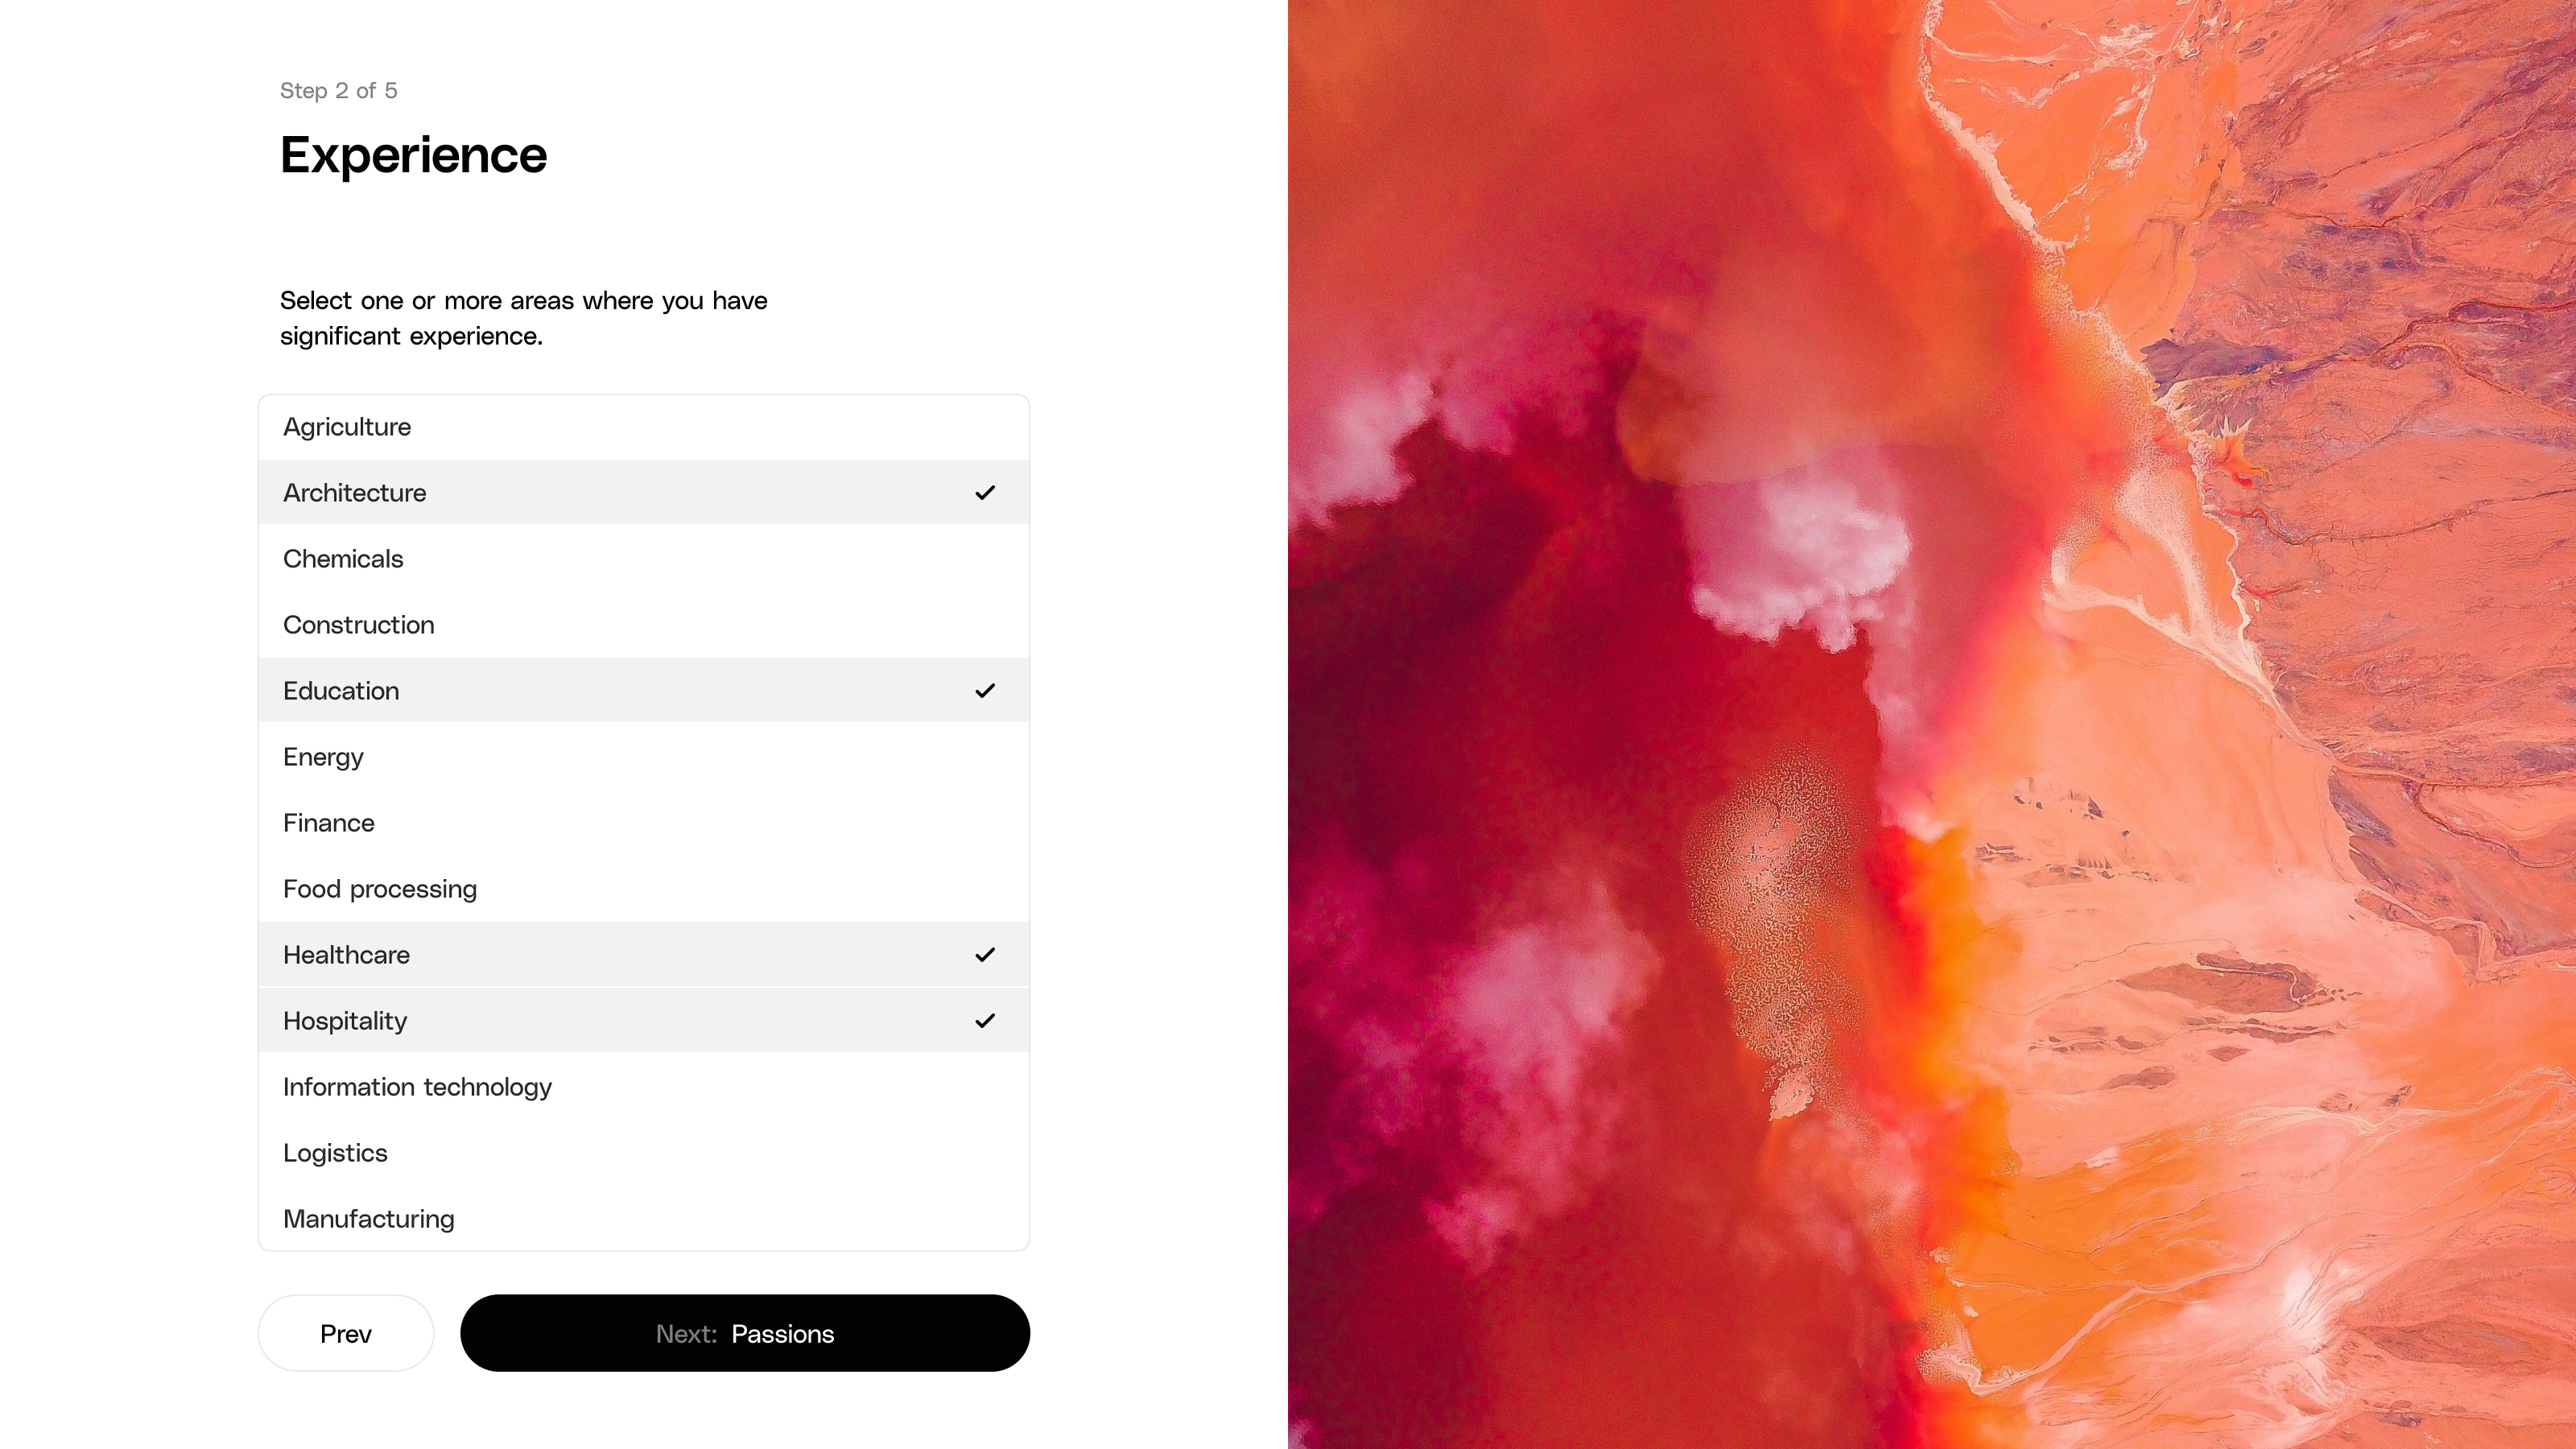 Step 2 of 5
Experience
Select one or more areas where you have
significant experience.
Agriculture
Architecture
Chemicals
Construction
Education
Energy
Finance
Food processing
Healthcare
Hospitality
Information technology
Logistics
Manufacturing
Prev
Next: Passions